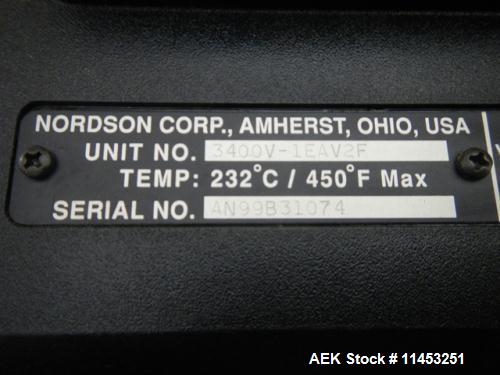 NORDSON CORP., AMHERST, OHIO, USA
UNIT NO. 3400V-1EAV2F
TEMP: 232°C / 450°F Max
SERIAL NO. AN99B31074
AEK Stock # 11453251